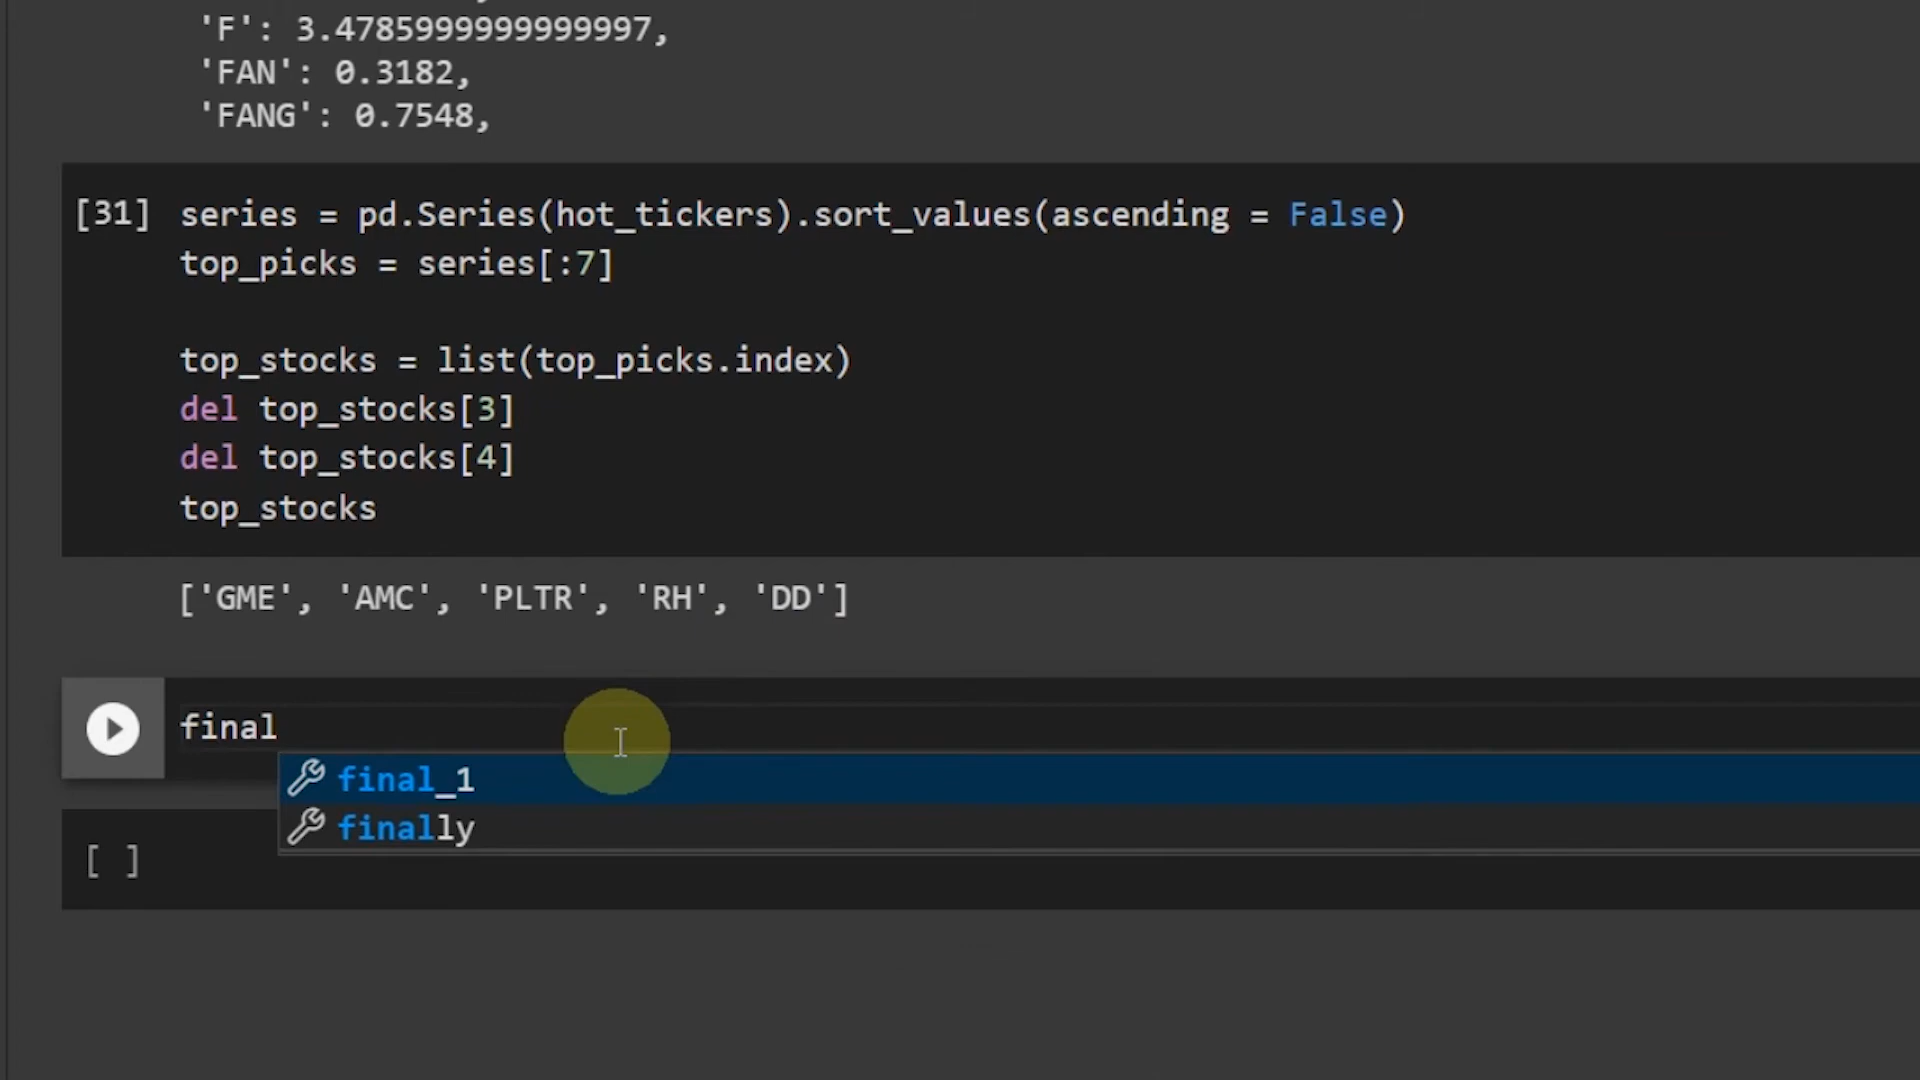 'F': 3.4785999999999997,
'FAN': 0.3182,
'FANG': 0.7548,
[31] series = pd.Series(hot_tickers).sort_values(ascending = False)
top_picks = series[:7]
top_stocks = list(top_picks.index)
del top_stocks[3]
del top_stocks[4]
top_stocks
['GME', 'AMC', 'PLTR', 'RH', 'DD']
final
final_1
finally
[ ]